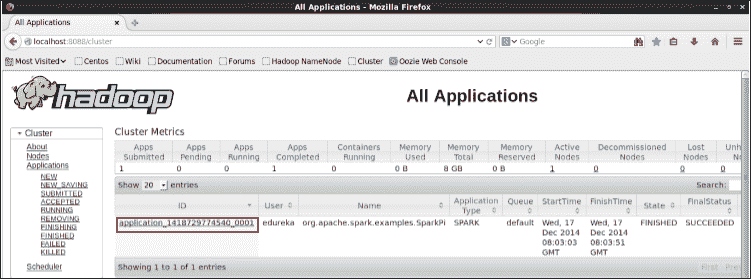 All Applications - Mozilla Firefox
All Applications
localhost:8088/cluster
Google
Most Visited Centos Wiki Documentation Forums Hadoop NameNode Cluster Oozie Web Console
hadoop
All Applications
Cluster
About
Nodes
Applications
NEW
NEW_SAVING
SUBMITTED
ACCEPTED
RUNNING
REMOVING
FINISHING
FINISHED
FAILED
KILLED
Scheduler
Cluster Metrics
Apps Submitted Apps Pending Apps Running Apps Completed Containers Running Memory Used Memory Total Memory Reserved Active Nodes Decommissioned Nodes Lost Nodes Unh
1 0 0 1 0 0 B 8 GB 0 B 1 0 0 0
Show 20 entries Search:
ID User Name Application Type Queue StartTime FinishTime State FinalStatus
application_1418729774540_0001 edureka org.apache.spark.examples.SparkPi SPARK default Wed, 17 Dec 2014 08:03:03 GMT Wed, 17 Dec 2014 08:03:51 GMT FINISHED SUCCEEDED
Showing 1 to 1 of 1 entries First Prev